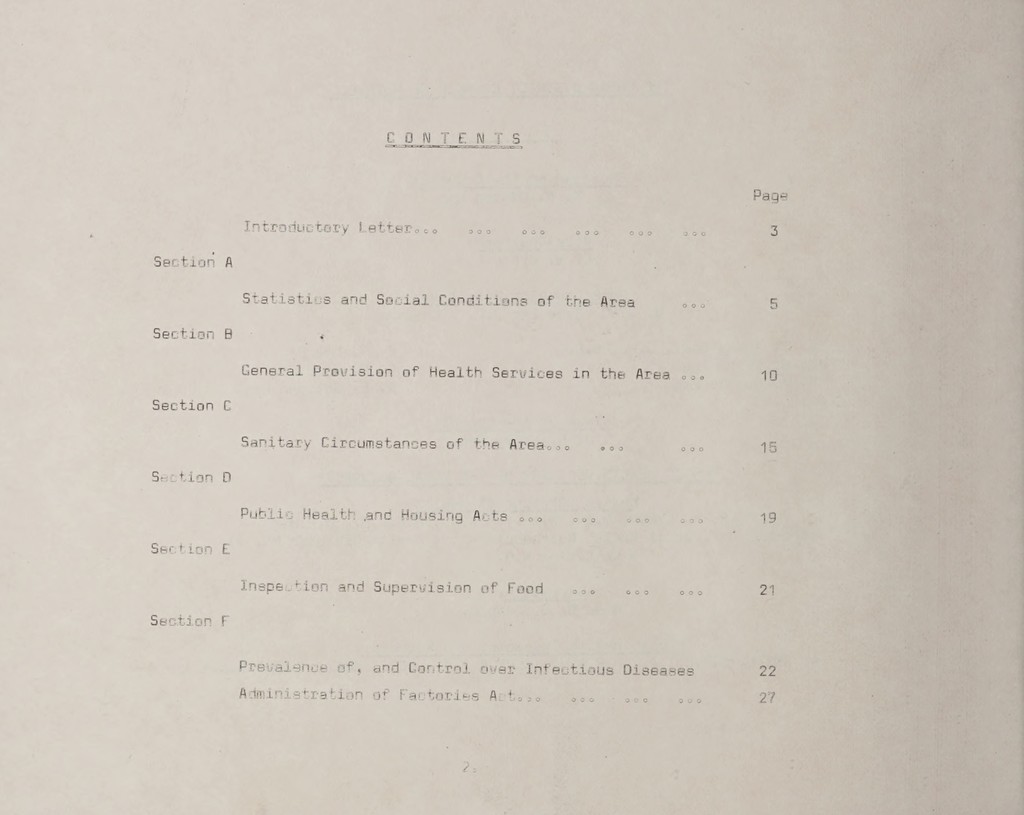 C O N T E N T S
Page
Introductory Letter... ... ... ... ... ... 3
Section A
Statistics and Social Conditions of the Area ... 5
Section B
General Provision of Health Services in the Area ... 10
Section C
Sanitary Circumstances of the Area... ... ... 15
Section D
Public Health and Housing Acts ... ... ... ... 19
Section E
Inspection and Supervision of Food ... ... ... 21
Section F
Prevalence of, and Control over Infectious Diseases 22
Administration of Factories Act... ... ... ... 27
2.